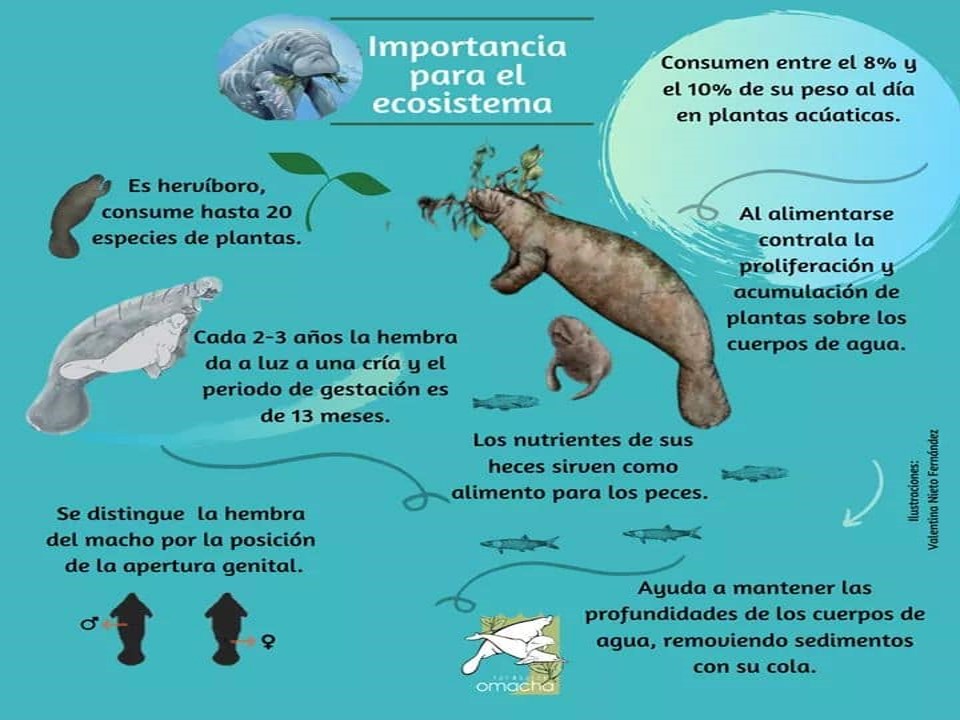 Importancia
para el
ecosistema
Consumen entre el 8% y
el 10% de su peso al día
en plantas acúaticas.
Es hervíboro,
consume hasta 20
especies de plantas.
Al alimentarse
contrala la
proliferación y
acumulación de
plantas sobre los
cuerpos de agua.
Cada 2-3 años la hembra
da a luz a una cría y el
periodo de gestación es
de 13 meses.
Los nutrientes de sus
heces sirven como
alimento para los peces.
Ilustraciones:
Valentina Nieto Fernández
Se distingue la hembra
del macho por la posición
de la apertura genital.
♂
♀
Ayuda a mantener las
profundidades de los cuerpos de
agua, removiendo sedimentos
con su cola.
FUNDACIÓN
omacha